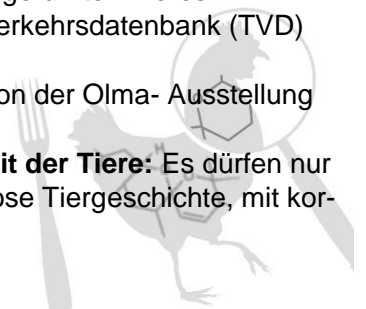 erkehrsdatenbank (TVD)
on der Olma- Ausstellung
it der Tiere: Es dürfen nur
ose Tiergeschichte, mit kor-